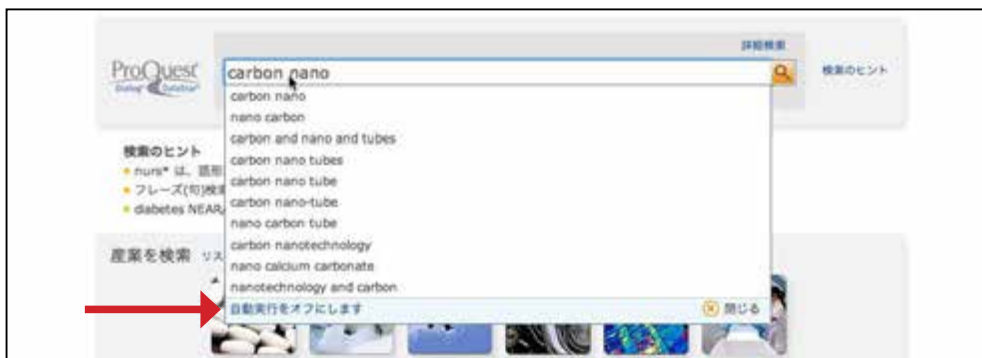 詳細検索
ProQuest
carbon nano
検索のヒント
Dialog DataStar
carbon nano
nano carbon
carbon and nano and tubes
検索のヒント
carbon nano tubes
• nurs* は、語形
carbon nano tube
• フレーズ(句)検索
carbon nano-tube
• diabetes NEAR/
nano carbon tube
産業を検索 リス
carbon nanotechnology
nano calcium carbonate
nanotechnology and carbon
自動実行をオフにします
閉じる